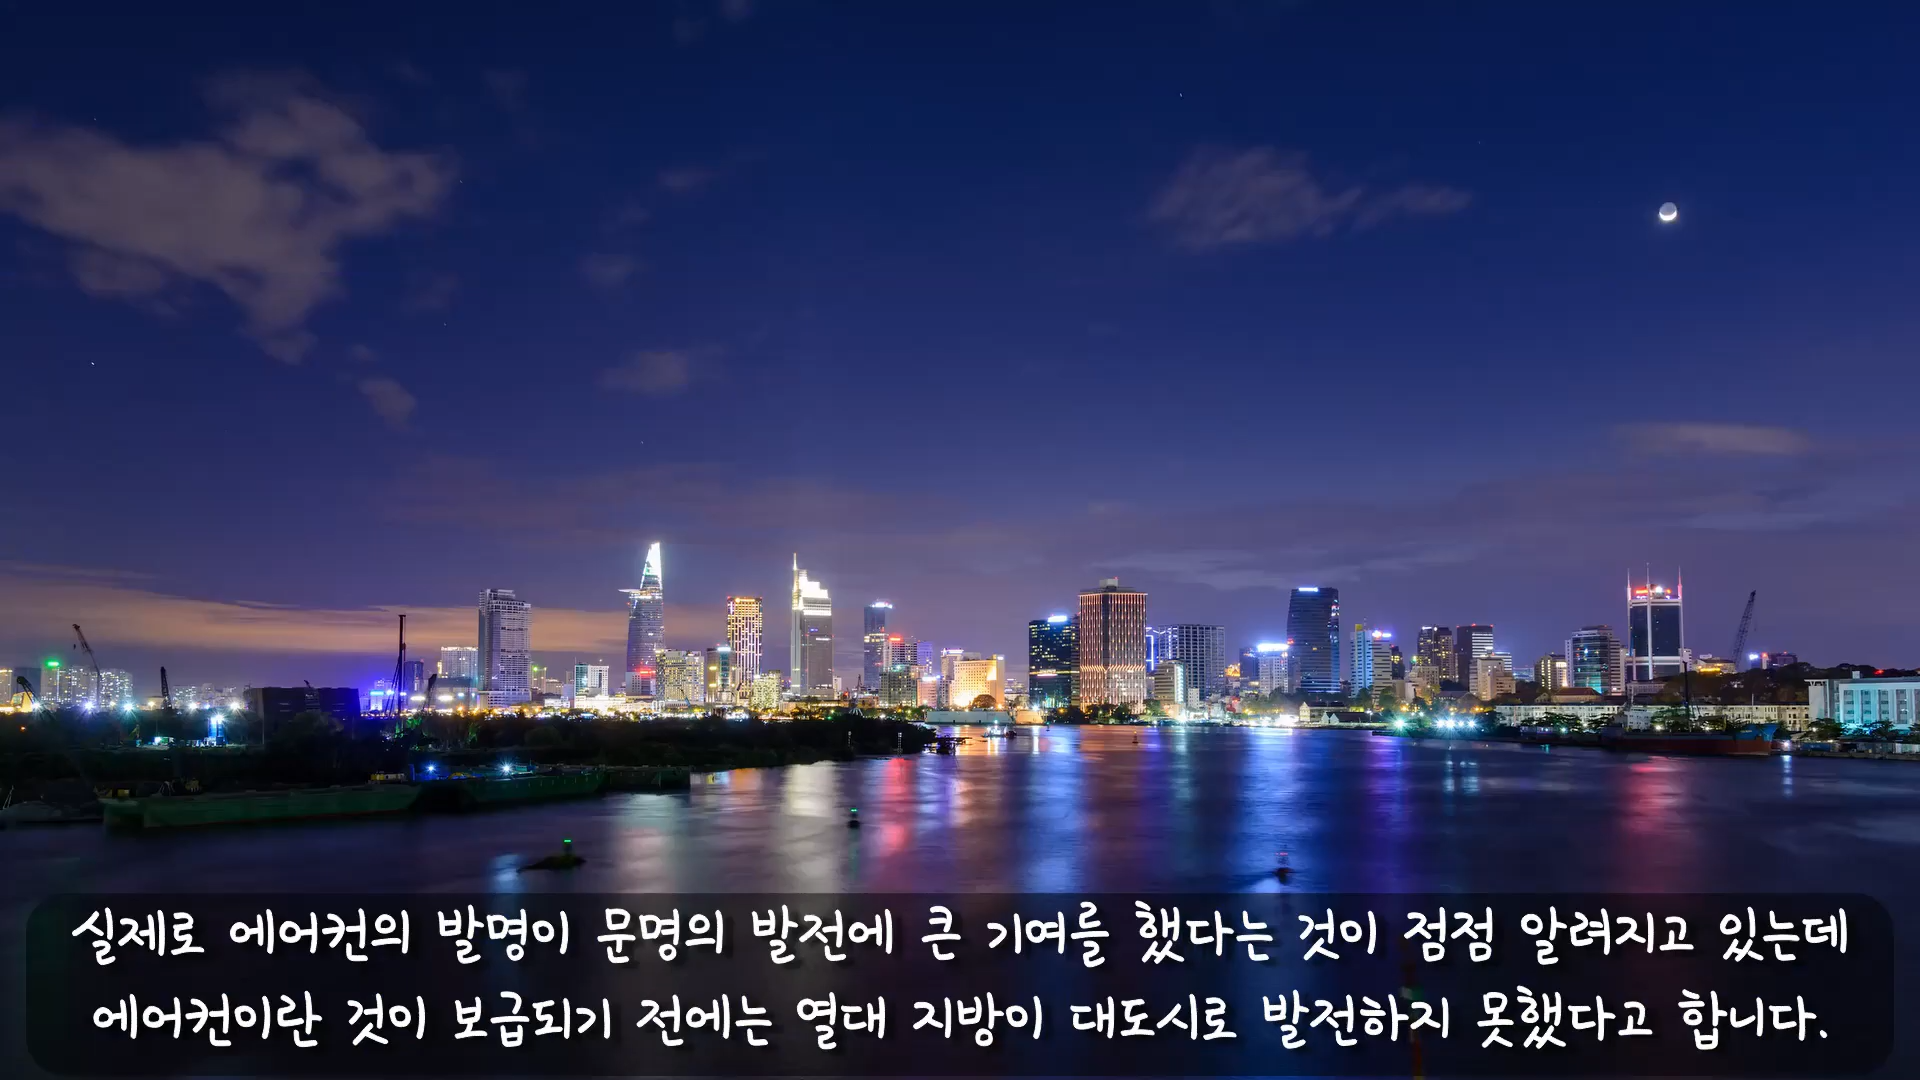 실제로 에어컨의 발명이 문명의 발전에 큰 기여를 했다는 것이 점점 알려지고 있는데
에어컨이란 것이 보급되기 전에는 열대 지방이 대도시로 발전하지 못했다고 합니다.